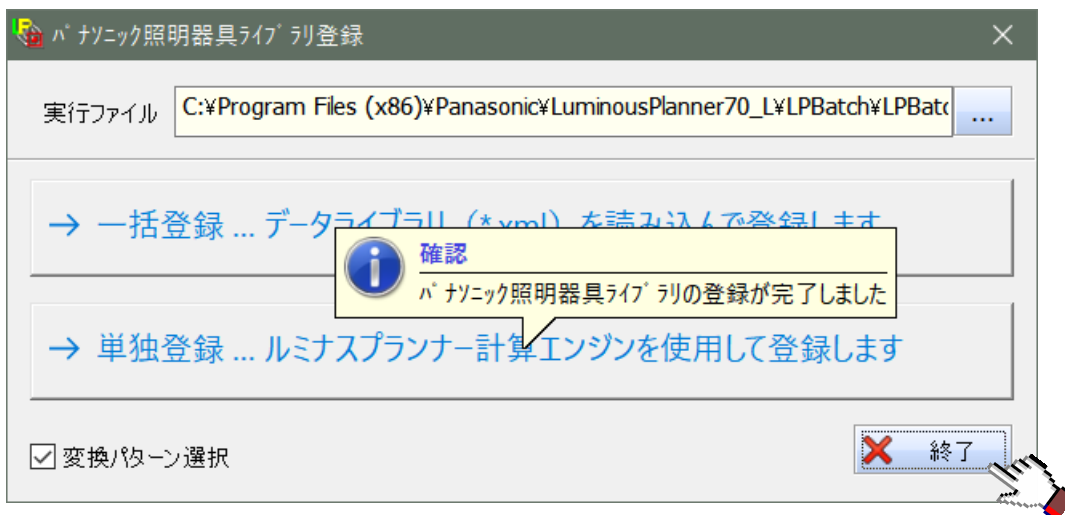 ﾊﾟﾅｿﾆｯｸ照明器具ﾗｲﾌﾞﾗﾘ登録
実行ファイル C:¥Program Files (x86)¥Panasonic¥LuminousPlanner70_L¥LPBatch¥LPBatc ...
→ 一括登録 ... データライブラリ (*.xml) を読み込んで登録します
確認
ﾊﾟﾅｿﾆｯｸ照明器具ﾗｲﾌﾞﾗﾘの登録が完了しました
→ 単独登録 ... ルミナスプランナー計算エンジンを使用して登録します
変換パターン選択
終了